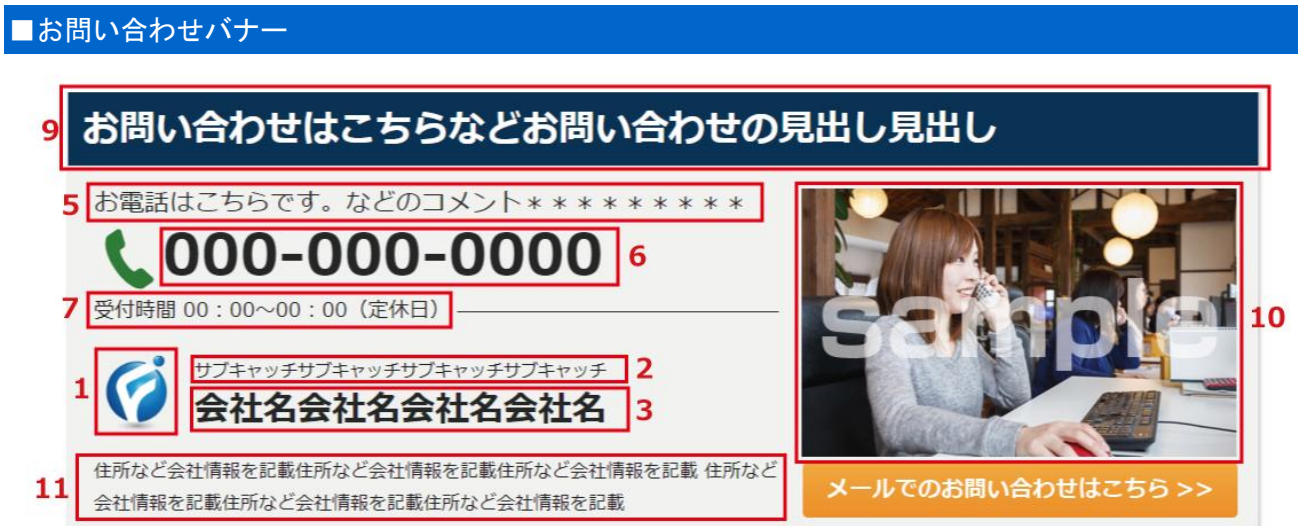 ■お問い合わせバナー
9
お問い合わせはこちらなどお問い合わせの見出し見出し
5
お電話はこちらです。などのコメント＊＊＊＊＊＊＊＊＊
000-000-0000
6
7
受付時間 00：00～00：00（定休日）
sample
10
1
サブキャッチサブキャッチサブキャッチサブキャッチ
2
会社名会社名会社名会社名
3
11
住所など会社情報を記載住所など会社情報を記載住所など会社情報を記載 住所など
会社情報を記載住所など会社情報を記載住所など会社情報を記載
メールでのお問い合わせはこちら >>